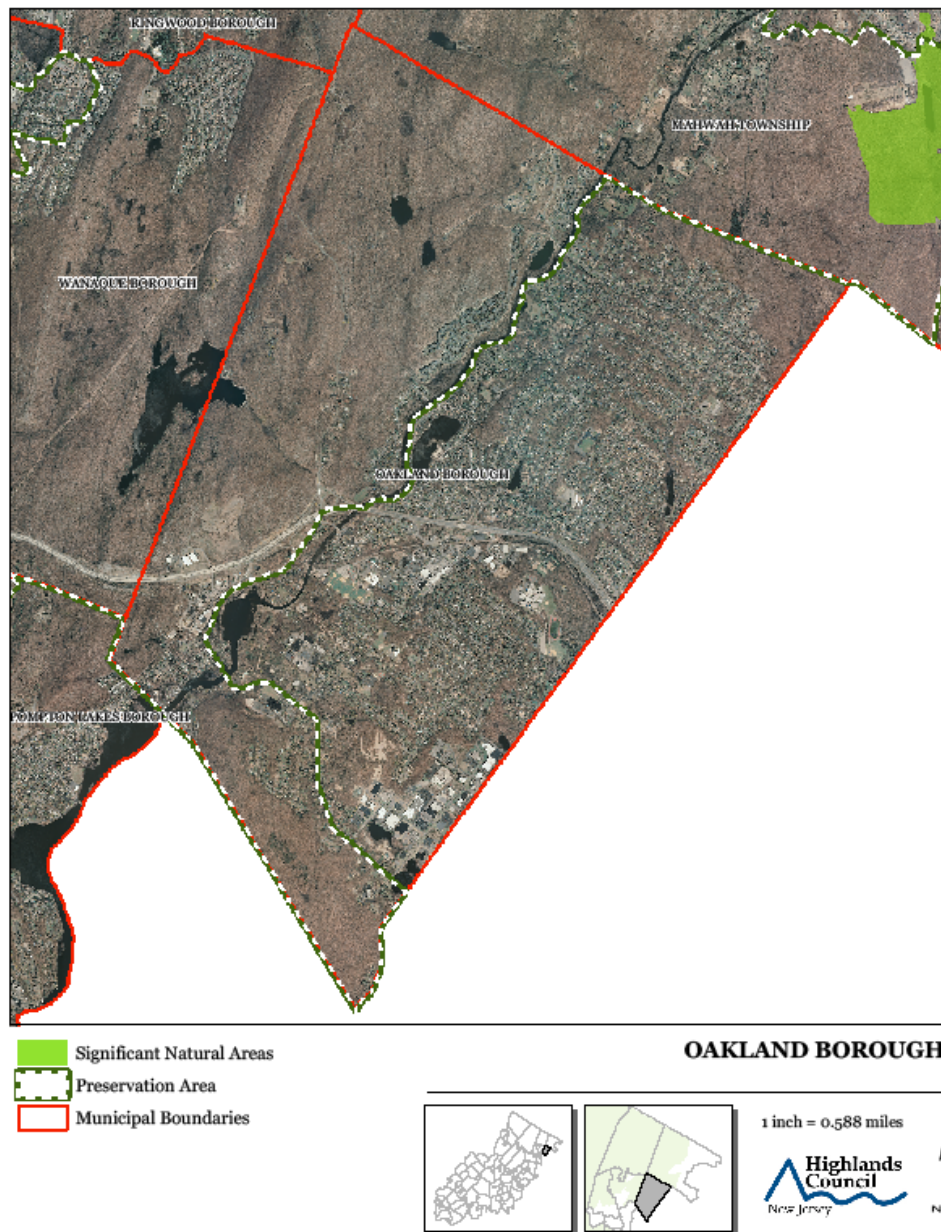 RINGWOOD BOROUGH
MAHWAH TOWNSHIP
WANAQUE BOROUGH
OAKLAND BOROUGH
POMPTON LAKES BOROUGH
Significant Natural Areas
Preservation Area
Municipal Boundaries
OAKLAND BOROUGH
1 inch = 0.588 miles
Highlands
Council
New Jersey